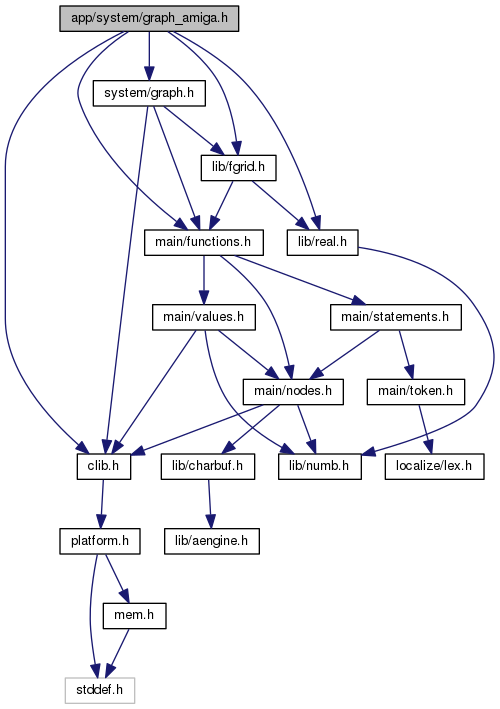 app/system/graph_amiga.h
system/graph.h
lib/fgrid.h
main/functions.h
lib/real.h
main/values.h
main/statements.h
main/nodes.h
main/token.h
clib.h
lib/charbuf.h
lib/numb.h
localize/lex.h
platform.h
lib/aengine.h
mem.h
stddef.h